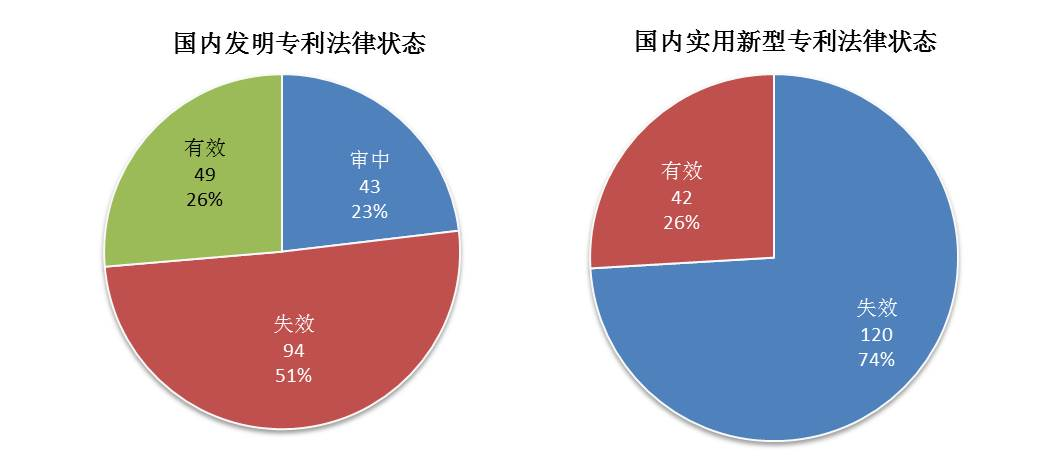 国内发明专利法律状态
有效
49
26%
审中
43
23%
失效
94
51%
国内实用新型专利法律状态
有效
42
26%
失效
120
74%